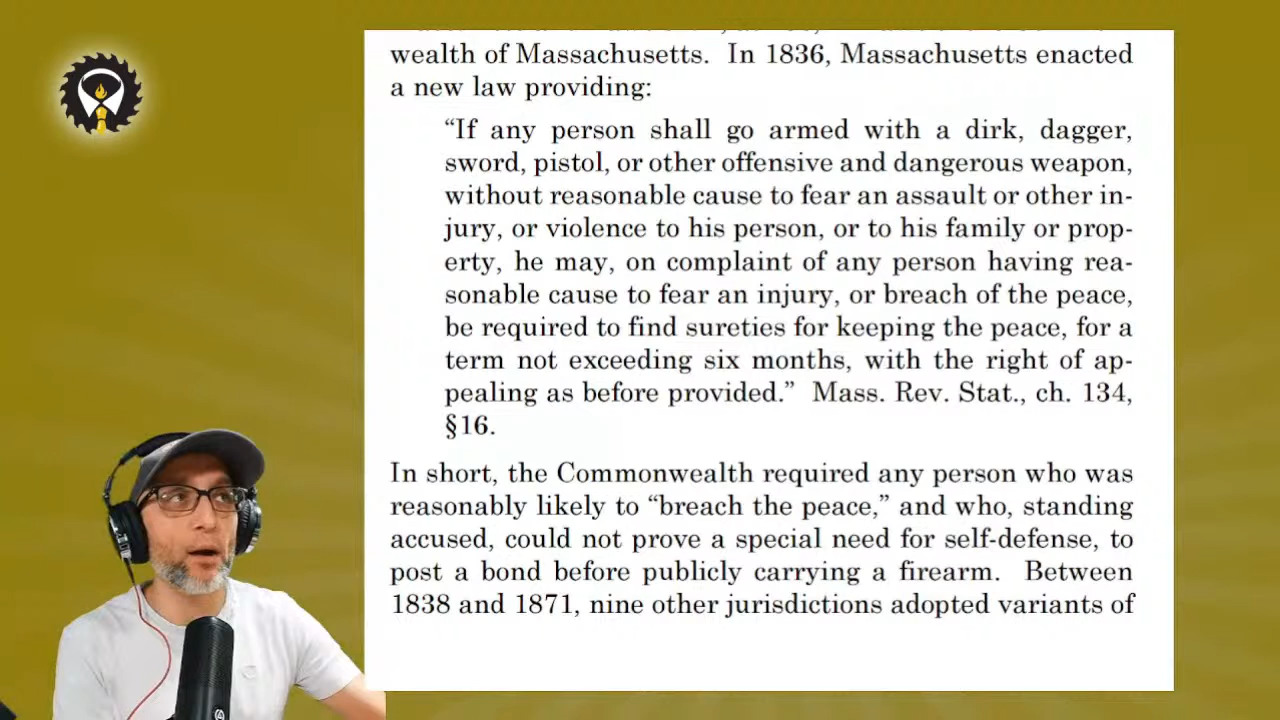 wealth of Massachusetts. In 1836, Massachusetts enacted
a new law providing:
“If any person shall go armed with a dirk, dagger,
sword, pistol, or other offensive and dangerous weapon,
without reasonable cause to fear an assault or other in-
jury, or violence to his person, or to his family or prop-
erty, he may, on complaint of any person having rea-
sonable cause to fear an injury, or breach of the peace,
be required to find sureties for keeping the peace, for a
term not exceeding six months, with the right of ap-
pealing as before provided.” Mass. Rev. Stat., ch. 134,
§16.
In short, the Commonwealth required any person who was
reasonably likely to “breach the peace,” and who, standing
accused, could not prove a special need for self-defense, to
post a bond before publicly carrying a firearm. Between
1838 and 1871, nine other jurisdictions adopted variants of